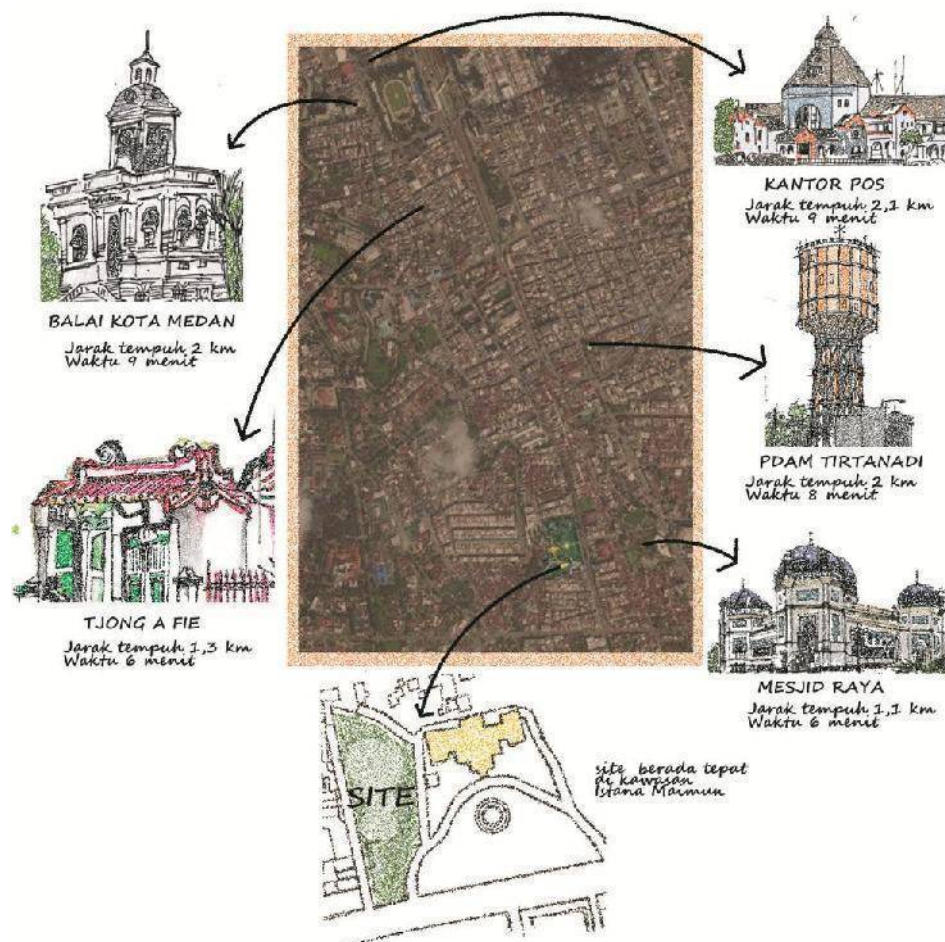 KANTOR POS
Jarak tempuh 2,1 km
Waktu 9 menit
BALAI KOTA MEDAN
Jarak tempuh 2 km
Waktu 9 menit
PDAM TIRTANADI
Jarak tempuh 2 km
Waktu 8 menit
TJONG A FIE
Jarak tempuh 1,3 km
Waktu 6 menit
MESJID RAYA
Jarak tempuh 1,1 km
Waktu 6 menit
SITE
site berada tepat
di kawasan
Istana Maimun